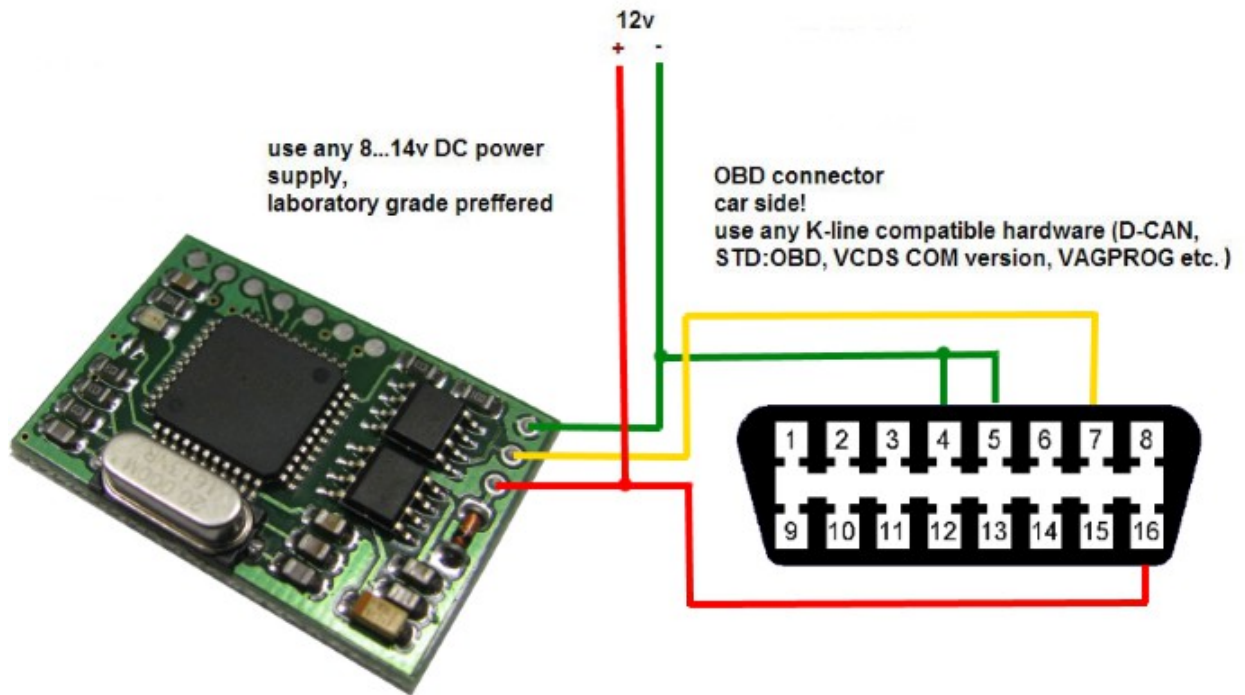 12v
+ -
use any 8...14v DC power
supply,
laboratory grade preffered
OBD connector
car side!
use any K-line compatible hardware (D-CAN,
STD:OBD, VCDS COM version, VAGPROG etc. )
1 2 3 4 5 6 7 8
9 10 11 12 13 14 15 16